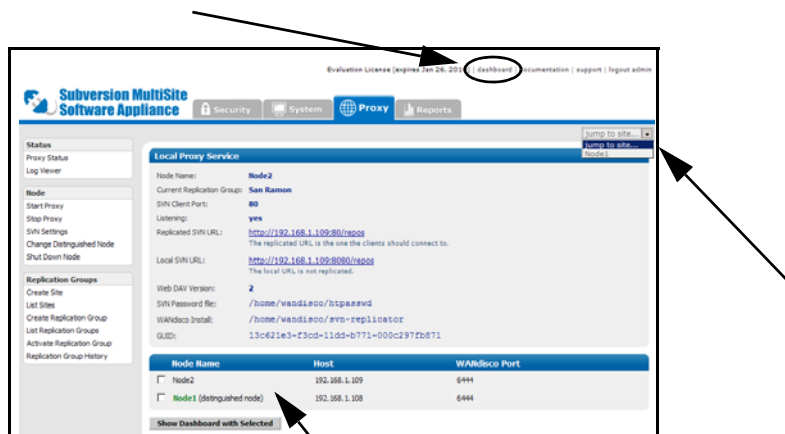 Evaluation License (expires Jan 26, 201 ) | dashboard | documentation | support | logout admin
Subversion MultiSite
Software Appliance
Security
System
Proxy
Reports
jump to site...
jump to site...
Node1
Status
Proxy Status
Log Viewer
Node
Start Proxy
Stop Proxy
SVN Settings
Change Distinguished Node
Shut Down Node
Replication Groups
Create Site
List Sites
Create Replication Group
List Replication Groups
Activate Replication Group
Replication Group History
Local Proxy Service
Node Name: Node2
Current Replication Group: San Ramon
SVN Client Port: 80
Listening: yes
Replicated SVN URL: http://192.168.1.109:80/repos
The replicated URL is the one the clients should connect to.
Local SVN URL: http://192.168.1.109:8080/repos
The local URL is not replicated.
Web DAV Version: 2
SVN Password file: /home/wandisco/htpasswd
WANdisco Install: /home/wandisco/svn-replicator
GUID: 13c621e3-f3cd-11dd-b771-000c297fb871
Node Name Host WANdisco Port
Node2 192.168.1.109 6444
Node1 (distinguished node) 192.168.1.108 6444
Show Dashboard with Selected